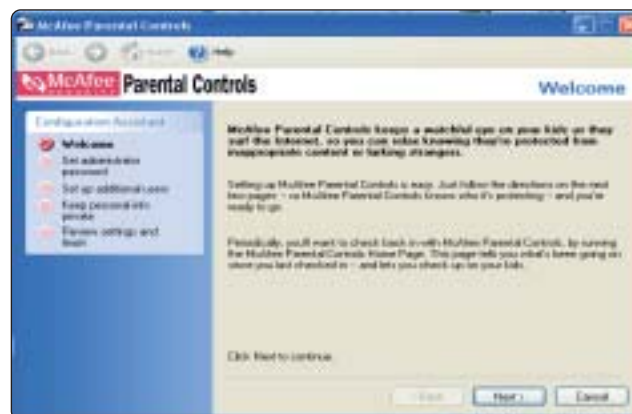 McAfee Parental Controls
Back Home Help
McAfee Parental Controls
Welcome
Configuration Assistant
Welcome
Set administrator
password
Set up additional users
Keep personal info
private
Review settings and
finish
McAfee Parental Controls keeps a watchful eye on your kids as they
surf the Internet, so you can relax knowing they're protected from
inappropriate content or lurking strangers.
Setting up McAfee Parental Controls is easy. Just follow the directions on the next
two pages - so McAfee Parental Controls knows who it's protecting - and you're
ready to go.
Periodically, you'll want to check back in with McAfee Parental Controls, by running
the McAfee Parental Controls Home Page. This page tells you what's been going on
since you last checked in - and lets you check up on your kids.
Click Next to continue.
< Back Next > Cancel